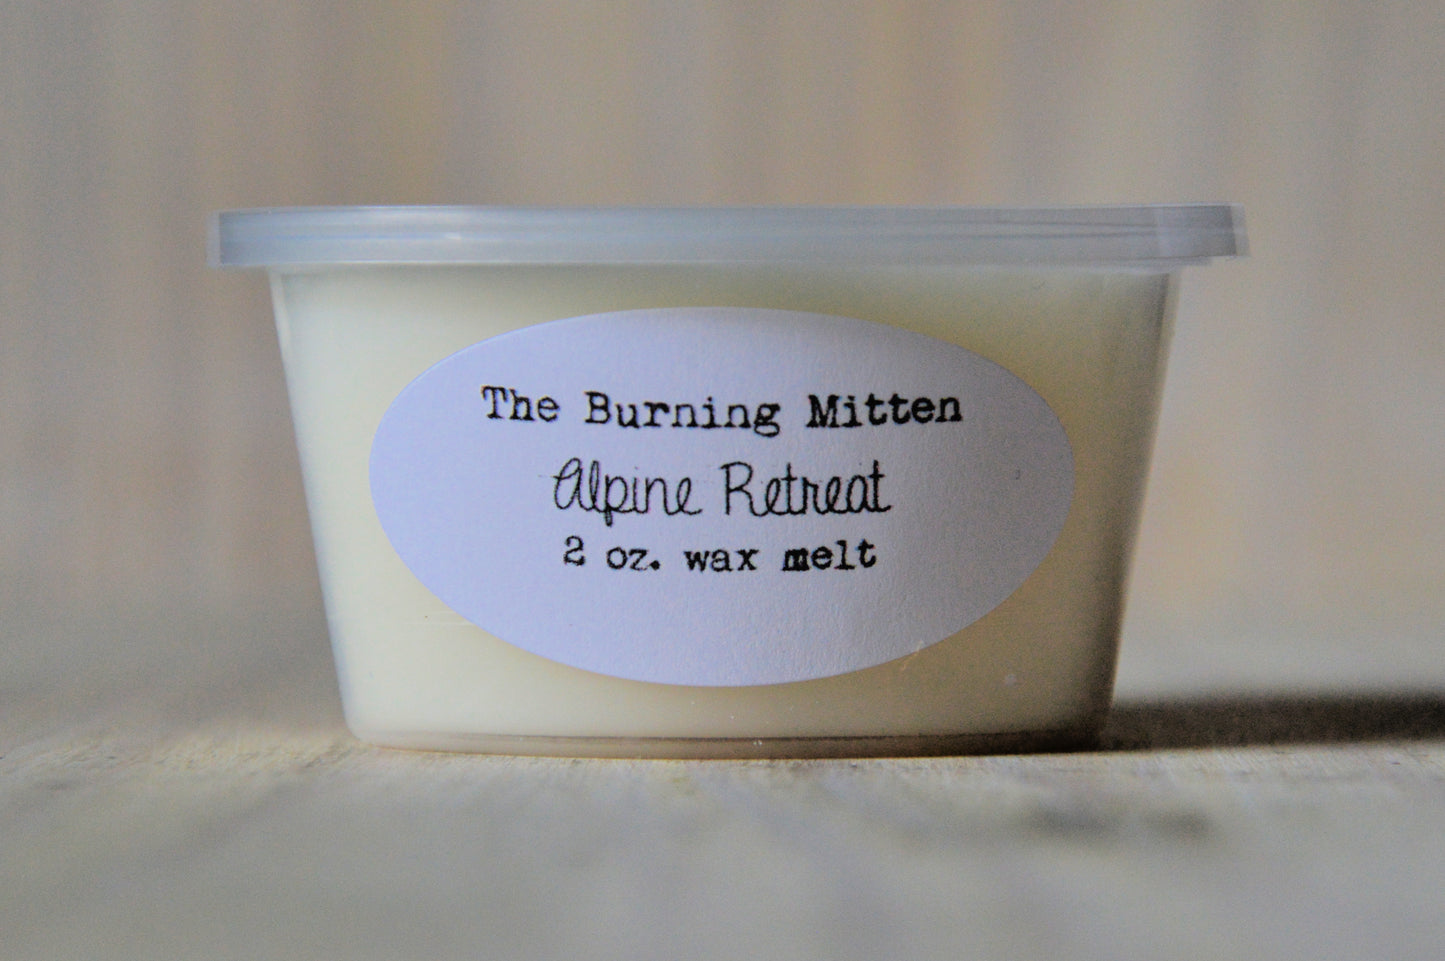 The Burning Mitten
Alpine Retreat
2 oz. wax melt